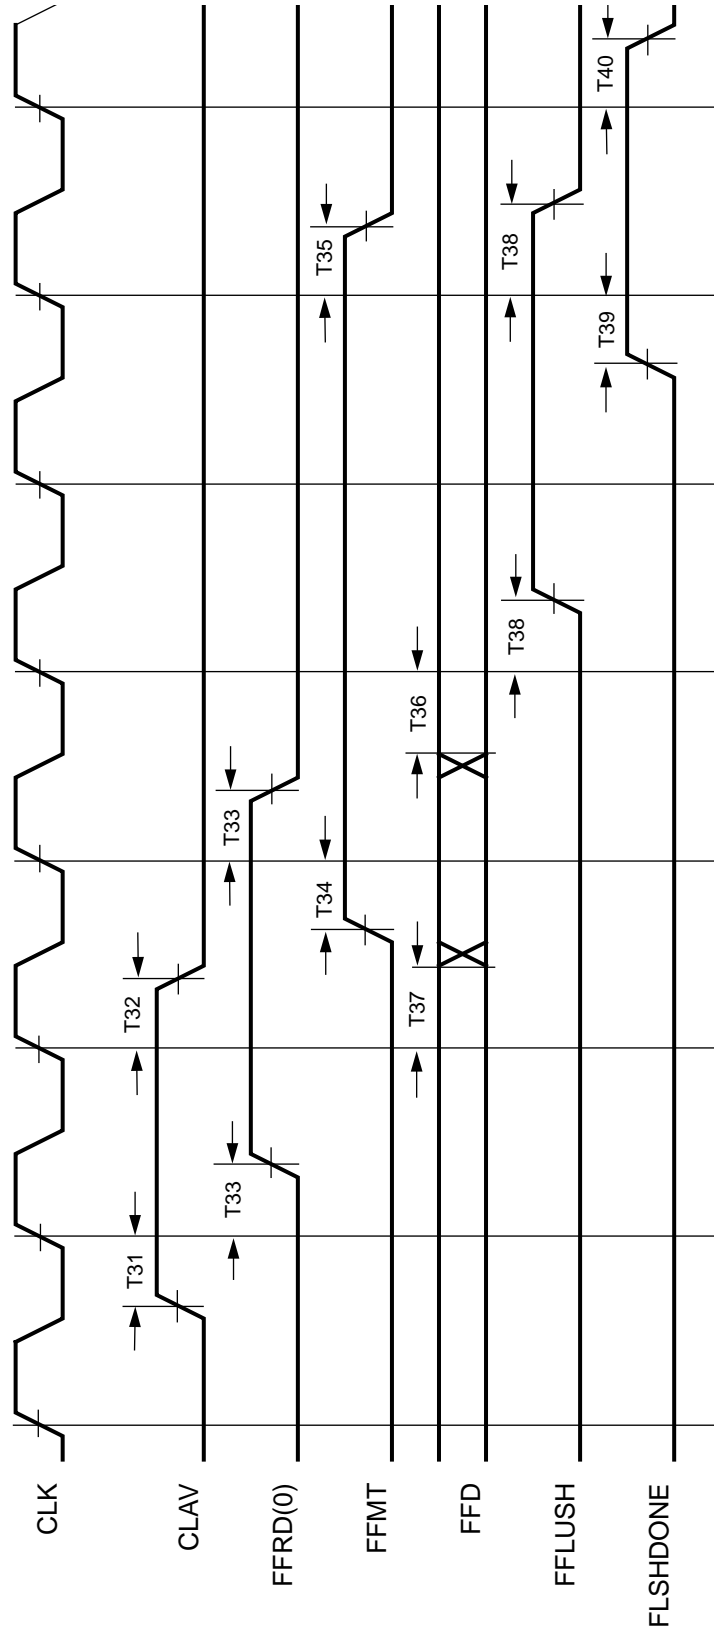 CLK
CLAV
T31
T32
FFRD(0)
T33
T33
FFMT
T34
T35
FFD
T37
T36
FFLUSH
T38
T38
FLSHDONE
T39
T40